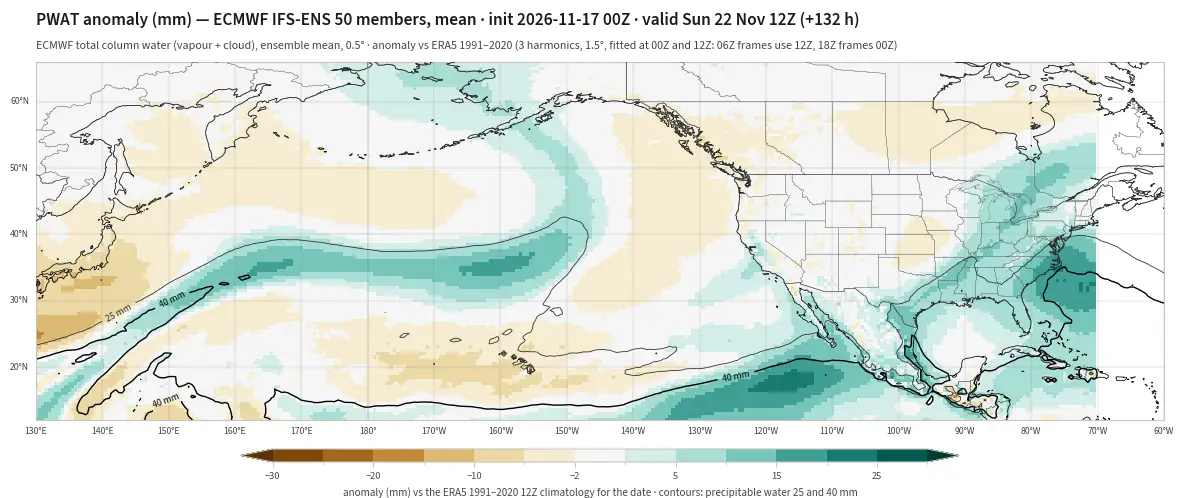 PWAT anomaly (mm) — ECMWF IFS-ENS 50 members, mean · init 2026-11-17 00Z · valid Sun 22 Nov 12Z (+132 h)
ECMWF total column water (vapour + cloud), ensemble mean, 0.5° · anomaly vs ERA5 1991–2020 (3 harmonics, 1.5°, fitted at 00Z and 12Z: 06Z frames use 12Z, 18Z frames 00Z)
60°N
50°N
40°N
30°N
20°N
25 mm
40 mm
40 mm
40 mm
130°E 140°E 150°E 160°E 170°E 180° 170°W 160°W 150°W 140°W 130°W 120°W 110°W 100°W 90°W 80°W 70°W 60°W
−30 −20 −10 −2 5 15 25
anomaly (mm) vs the ERA5 1991–2020 12Z climatology for the date · contours: precipitable water 25 and 40 mm